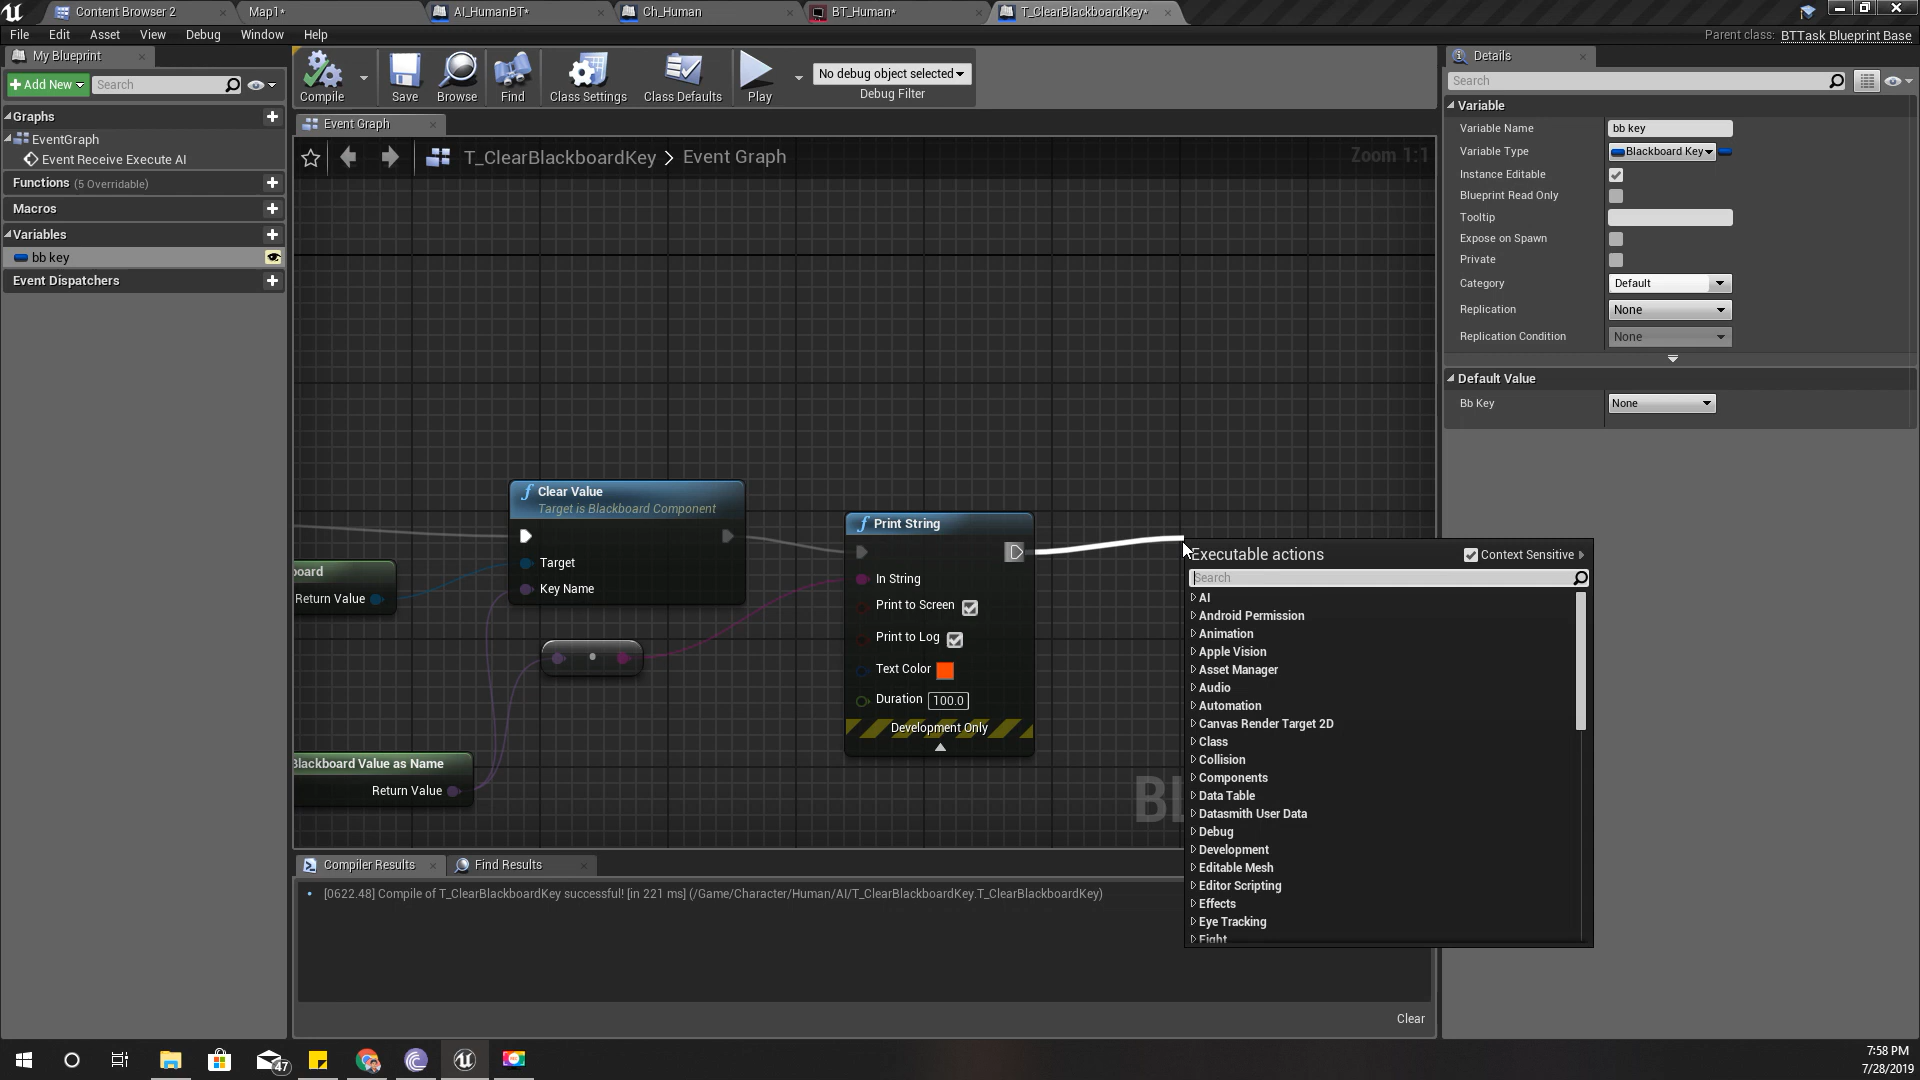 Content Browser 2
Map1*
AI_HumanBT*
Ch_Human
BT_Human*
T_ClearBlackboardKey*
File Edit Asset View Debug Window Help
Parent class: BTTask Blueprint Base
My Blueprint
Add New
Search
Graphs
EventGraph
Event Receive Execute AI
Functions (5 Overridable)
Macros
Variables
bb key
Event Dispatchers
Compile
Save
Browse
Find
Class Settings
Class Defaults
Play
No debug object selected
Debug Filter
Event Graph
T_ClearBlackboardKey > Event Graph
Zoom 1:1
Clear Value
Target is Blackboard Component
Target
Key Name
board
Return Value
Blackboard Value as Name
Return Value
Print String
In String
Print to Screen
Print to Log
Text Color
Duration 100.0
Development Only
BL
Executable actions
Context Sensitive
Search
AI
Android Permission
Animation
Apple Vision
Asset Manager
Audio
Automation
Canvas Render Target 2D
Class
Collision
Components
Data Table
Datasmith User Data
Debug
Development
Editable Mesh
Editor Scripting
Effects
Eye Tracking
Fight
Compiler Results
Find Results
[0622.48] Compile of T_ClearBlackboardKey successful! [in 221 ms] (/Game/Character/Human/AI/T_ClearBlackboardKey.T_ClearBlackboardKey)
Clear
Details
Search
Variable
Variable Name bb key
Variable Type Blackboard Key
Instance Editable
Blueprint Read Only
Tooltip
Expose on Spawn
Private
Category Default
Replication None
Replication Condition None
Default Value
Bb Key None
47
7:58 PM
7/28/2019